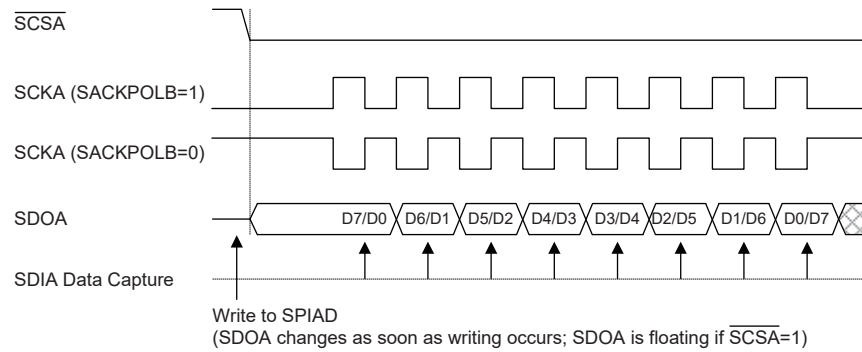 SCSA
SCKA (SACKPOLB=1)
SCKA (SACKPOLB=0)
SDOA D7/D0 D6/D1 D5/D2 D4/D3 D3/D4 D2/D5 D1/D6 D0/D7
SDIA Data Capture
Write to SPIAD
(SDOA changes as soon as writing occurs; SDOA is floating if SCSA=1)